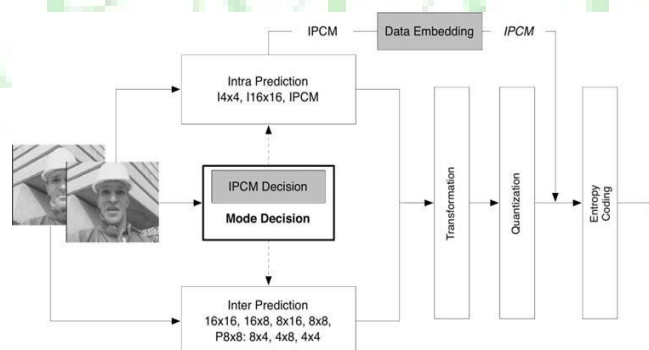 IPCM
Data Embedding
IPCM
Intra Prediction
I4x4, I16x16, IPCM
IPCM Decision
Mode Decision
Transformation
Quantization
Entropy
Coding
Inter Prediction
16x16, 16x8, 8x16, 8x8,
P8x8: 8x4, 4x8, 4x4